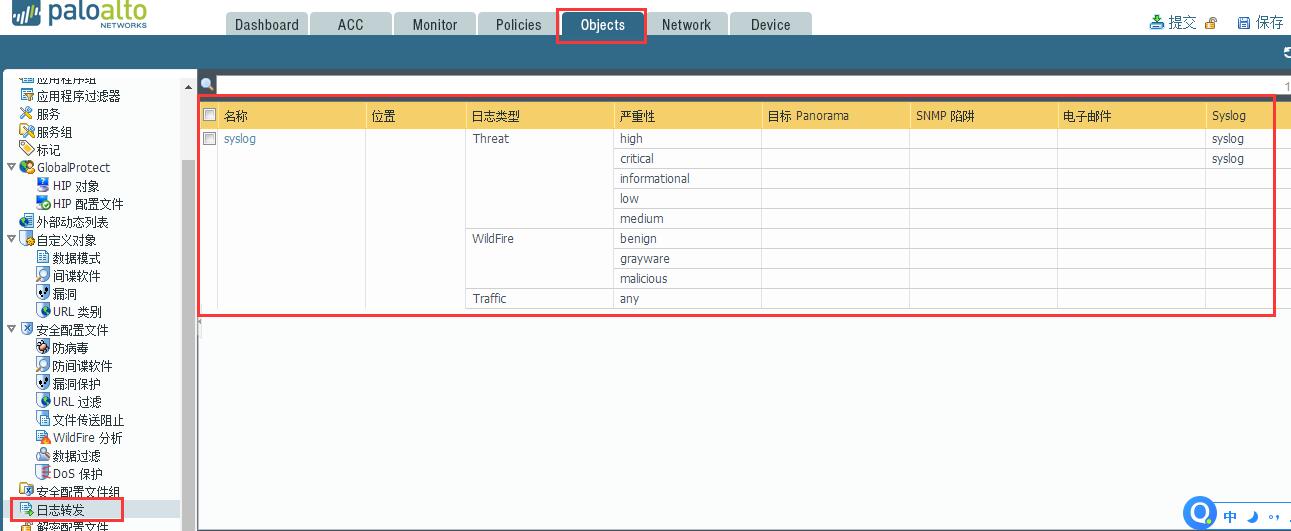 paloalto
NETWORKS
Dashboard ACC Monitor Policies Objects Network Device 提交 保存
应用程序组
应用程序过滤器
服务
服务组
标记
GlobalProtect
HIP 对象
HIP 配置文件
外部动态列表
自定义对象
数据模式
间谍软件
漏洞
URL 类别
安全配置文件
防病毒
防间谍软件
漏洞保护
URL 过滤
文件传送阻止
WildFire 分析
数据过滤
DoS 保护
安全配置文件组
日志转发
解密配置文件
名称 位置 日志类型 严重性 目标 Panorama SNMP 陷阱 电子邮件 Syslog
syslog Threat high syslog
critical syslog
informational
low
medium
WildFire benign
grayware
malicious
Traffic any
中